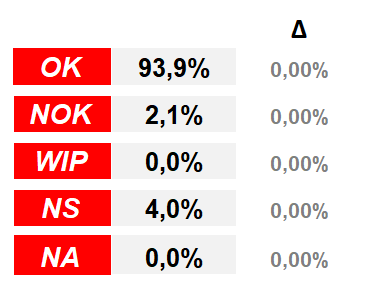 Δ
OK 93,9% 0,00%
NOK 2,1% 0,00%
WIP 0,0% 0,00%
NS 4,0% 0,00%
NA 0,0% 0,00%